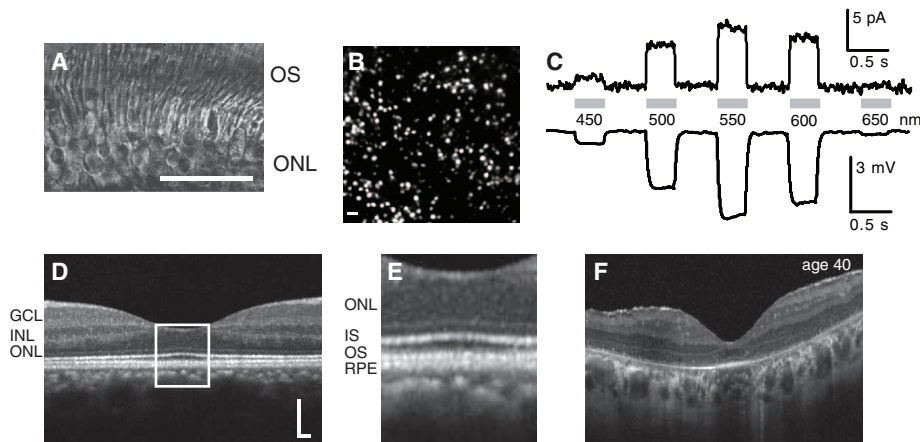 A
OS
ONL
B
C
5 pA
0.5 s
450 500 550 600 650 nm
3 mV
0.5 s
D
GCL
INL
ONL
E
ONL
IS
OS
RPE
F
age 40